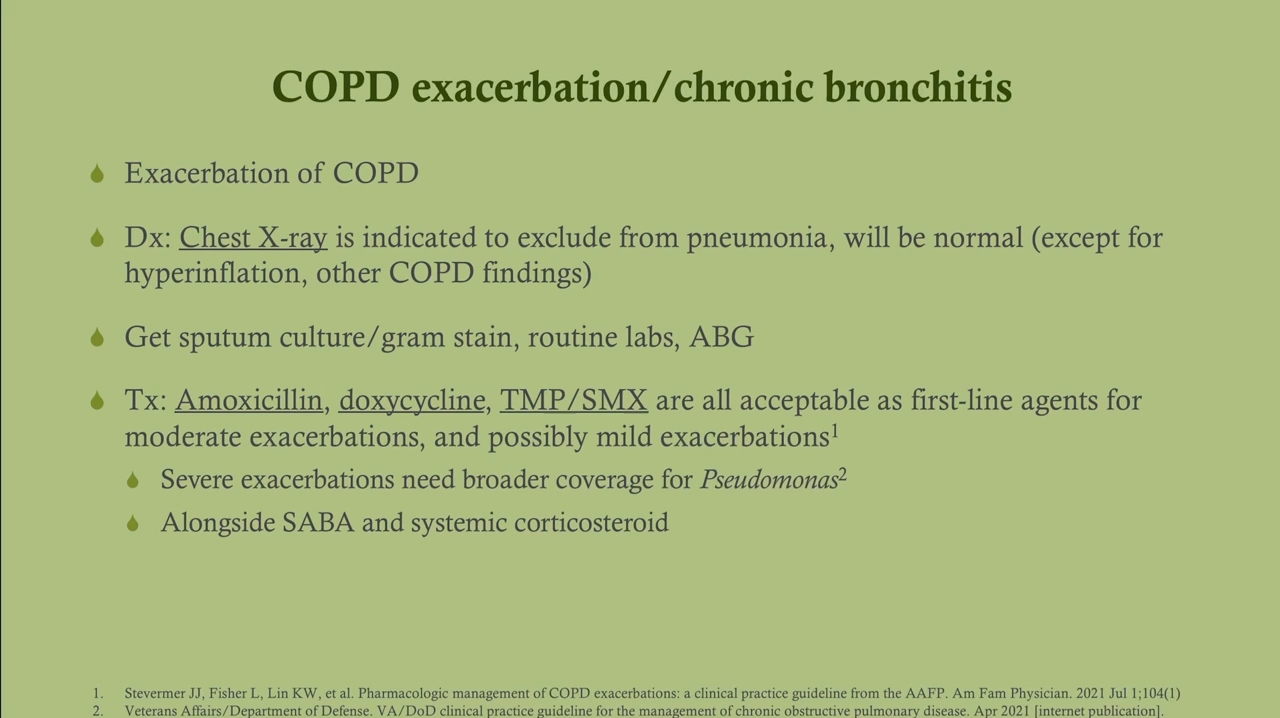 COPD exacerbation/chronic bronchitis
Exacerbation of COPD
Dx: Chest X-ray is indicated to exclude from pneumonia, will be normal (except for
hyperinflation, other COPD findings)
Get sputum culture/gram stain, routine labs, ABG
Tx: Amoxicillin, doxycycline, TMP/SMX are all acceptable as first-line agents for
moderate exacerbations, and possibly mild exacerbations¹
Severe exacerbations need broader coverage for Pseudomonas²
Alongside SABA and systemic corticosteroid
1. Stevermer JJ, Fisher L, Lin KW, et al. Pharmacologic management of COPD exacerbations: a clinical practice guideline from the AAFP. Am Fam Physician. 2021 Jul 1;104(1)
2. Veterans Affairs/Department of Defense. VA/DoD clinical practice guideline for the management of chronic obstructive pulmonary disease. Apr 2021 [internet publication].